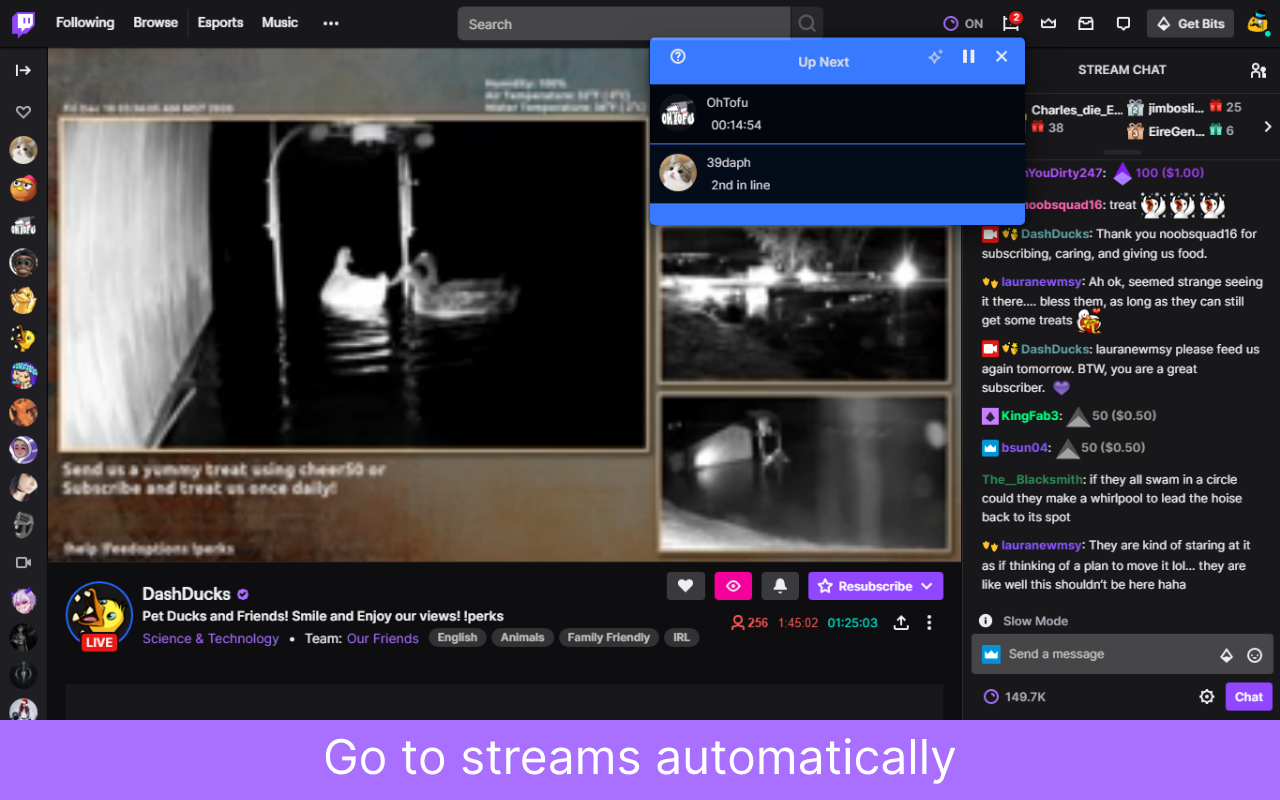 Following
Browse
Esports
Music
Search
ON
2
Get Bits
Up Next
OhTofu
00:14:54
39daph
2nd in line
STREAM CHAT
Charles_die_E...
38
jimbosli...
25
EireGen...
6
Humidity: 100%
nYouDirty247: 100 ($1.00)
noobsquad16: treat
DashDucks: Thank you noobsquad16 for
subscribing, caring, and giving us food.
lauranewmsy: Ah ok, seemed strange seeing
it there.... bless them, as long as they can still
get some treats
DashDucks: lauranewmsy please feed us
again tomorrow. BTW, you are a great
subscriber.
KingFab3: 50 ($0.50)
bsun04: 50 ($0.50)
The__Blacksmith: if they all swam in a circle
could they make a whirlpool to lead the hoise
back to its spot
lauranewmsy: They are kind of staring at it
as if thinking of a plan to move it lol... they are
like well this shouldn't be here haha
Slow Mode
Send a message
149.7K
Chat
Send us a yummy treat using cheer50 or
Subscribe and treat us once daily!
!help !feedoptions !perks
DashDucks
Pet Ducks and Friends! Smile and Enjoy our views! !perks
Science & Technology • Team: Our Friends
English
Animals
Family Friendly
IRL
LIVE
Resubscribe
256
1:45:02
01:25:03
OHTOFU
Go to streams automatically